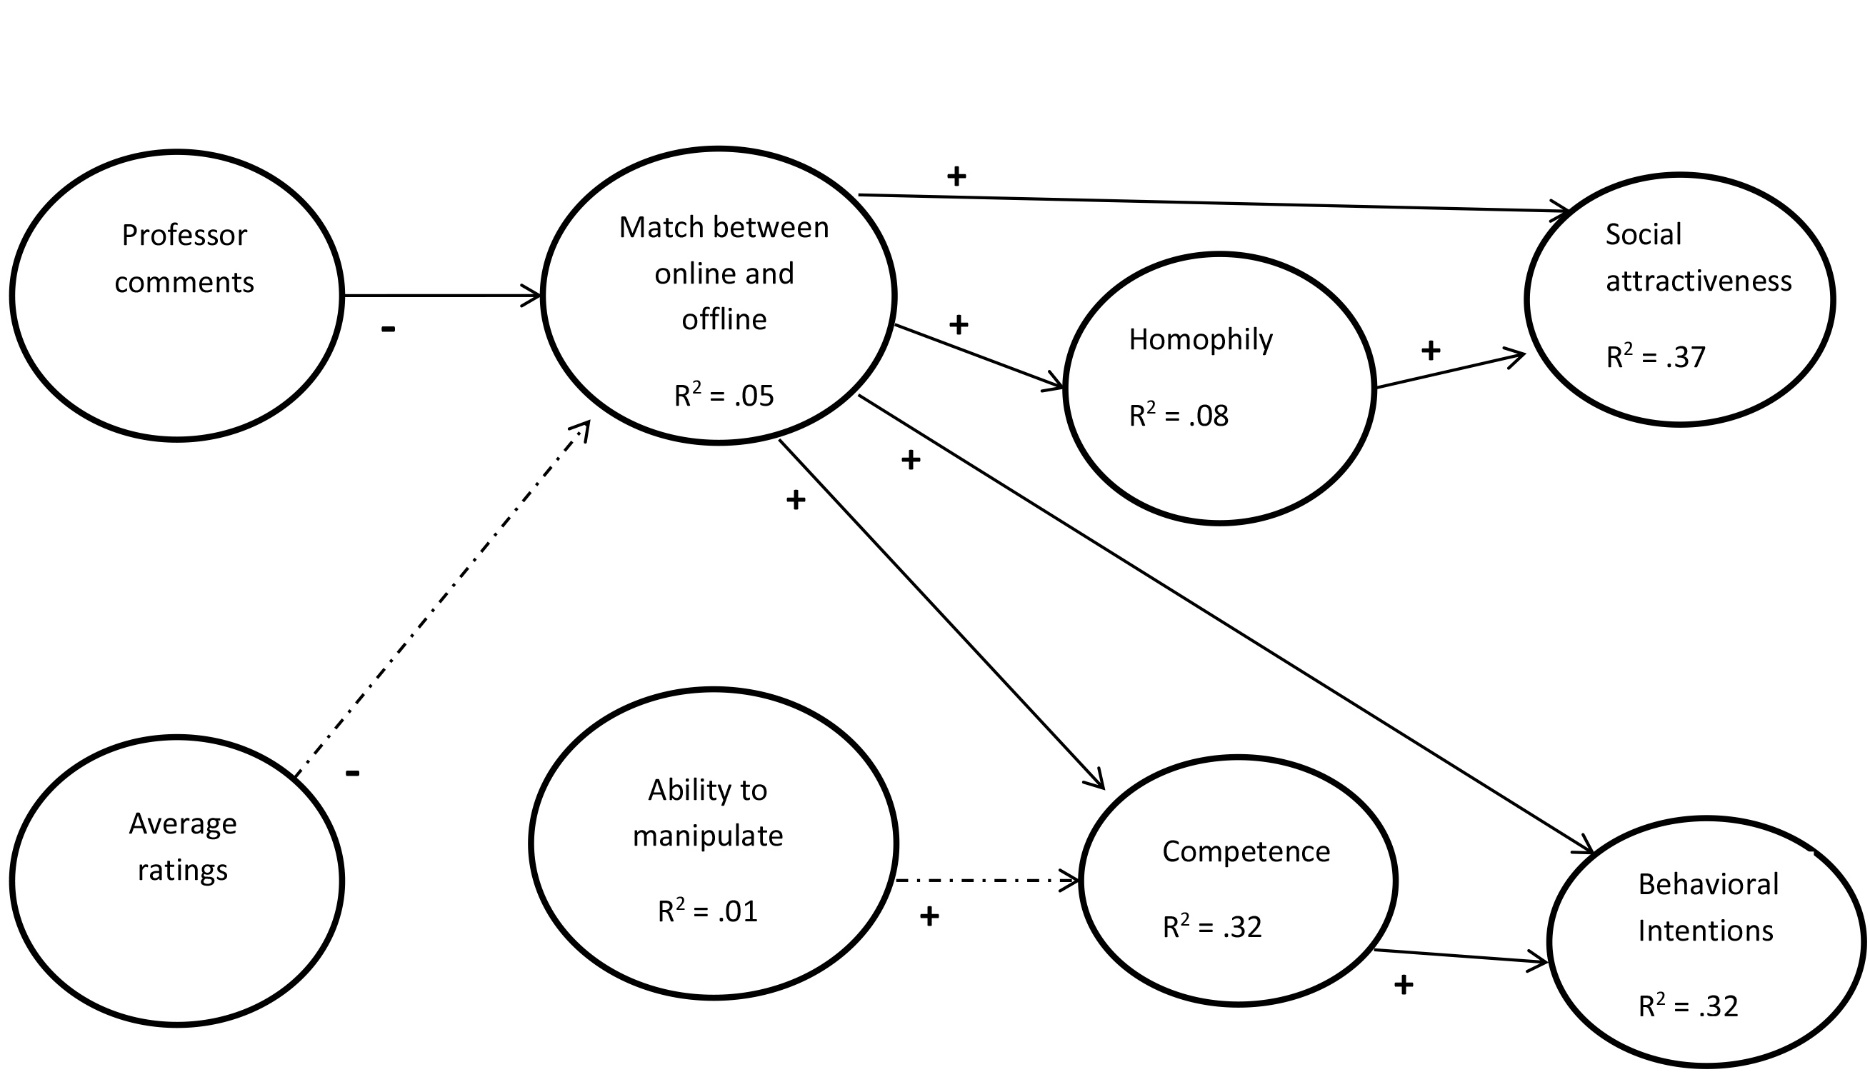 Professor
comments
-
Match between
online and
offline
R² = .05
+
+
+
+
Homophily
R² = .08
+
Social
attractiveness
R² = .37
Average
ratings
-
Ability to
manipulate
R² = .01
+
Competence
R² = .32
+
Behavioral
Intentions
R² = .32